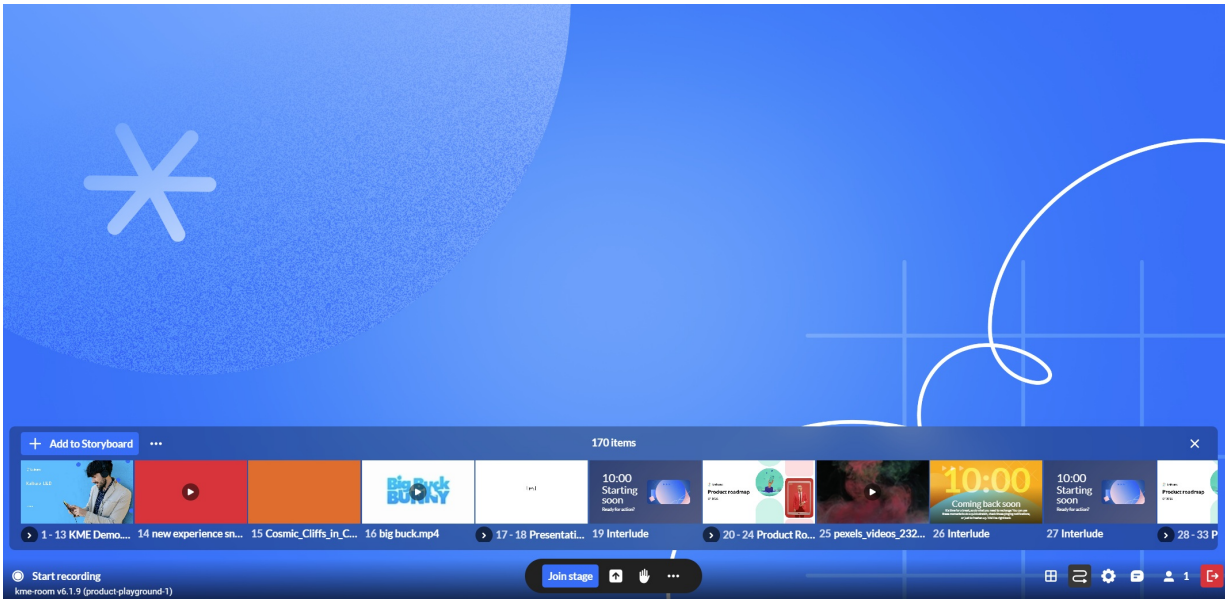 Add to Storyboard
170 items
10:00
Starting
soon
Ready for action?
Product roadmap
10:00
Coming back soon
10:00
Starting
soon
Ready for action?
Product roadmap
Big Buck
BUNNY
1 - 13 KME Demo....
14 new experience sn...
15 Cosmic_Cliffs_in_C...
16 big buck.mp4
17 - 18 Presentati...
19 Interlude
20 - 24 Product Ro...
25 pexels_videos_232...
26 Interlude
27 Interlude
28 - 33 P
Start recording
Join stage
1
kme-room v6.1.9 (product-playground-1)